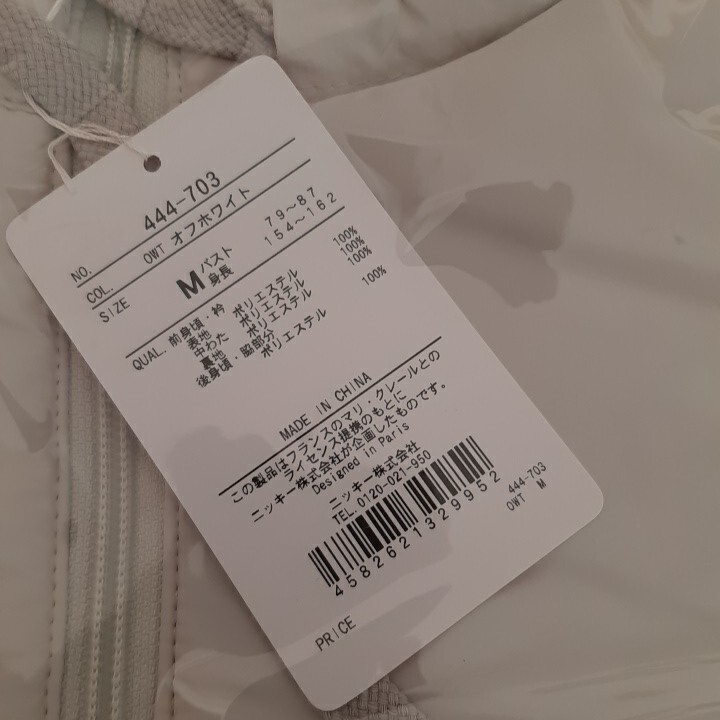 NO. 444-703
COL. OWT オフホワイト
SIZE M バスト 79～87
身長 154～162
QUAL. 前身頃・衿
表地 ポリエステル 100%
中わた ポリエステル 100%
裏地 ポリエステル 100%
後身頃・脇部分
ポリエステル 100%
MADE IN CHINA
この製品はフランスのマリ・クレールとの
ライセンス提携のもとに
ニッキー株式会社が企画したものです。
Designed in Paris
ニッキー株式会社
TEL.0120-021-950
4582621329952
444-703
OWT M
PRICE